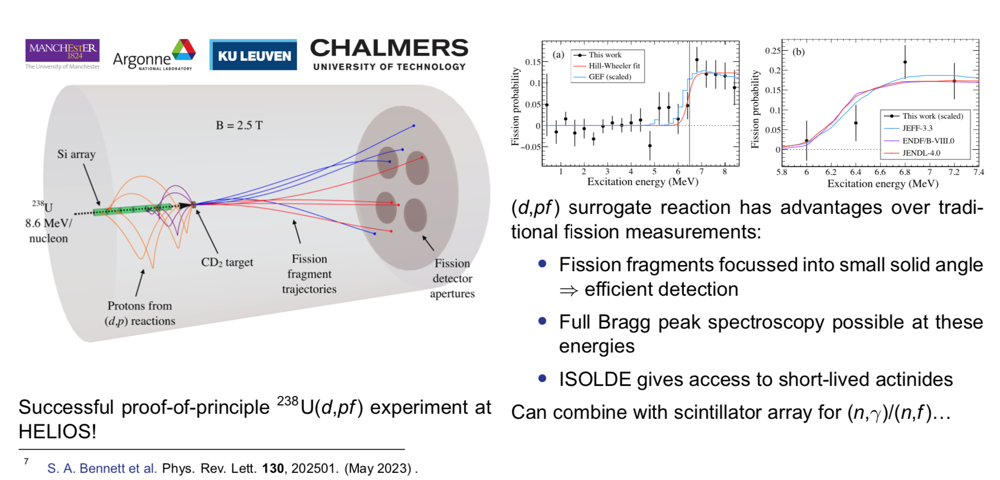 MANCHESTER
1824
The University of Manchester
Argonne
NATIONAL LABORATORY
KU LEUVEN
CHALMERS
UNIVERSITY OF TECHNOLOGY
B = 2.5 T
Si array
²³⁸U
8.6 MeV/
nucleon
CD₂ target
Fission
fragment
trajectories
Fission
detector
apertures
Protons from
(d,p) reactions
Successful proof-of-principle ²³⁸U(d,pf) experiment at
HELIOS!
7 S. A. Bennett et al. Phys. Rev. Lett. 130, 202501. (May 2023) .
(a)
This work
Hill-Wheeler fit
GEF (scaled)
Fission probability
0.15
0.1
0.05
0
−0.05
1 2 3 4 5 6 7 8
Excitation energy (MeV)
(b)
Fission probability
0.25
0.2
0.15
0.1
0.05
0
This work (scaled)
JEFF-3.3
ENDF/B-VIII.0
JENDL-4.0
5.8 6 6.2 6.4 6.6 6.8 7 7.2 7.4
Excitation energy (MeV)
(d,pf) surrogate reaction has advantages over tradi-
tional fission measurements:
• Fission fragments focussed into small solid angle
⇒ efficient detection
• Full Bragg peak spectroscopy possible at these
energies
• ISOLDE gives access to short-lived actinides
Can combine with scintillator array for (n,γ)/(n,f)…